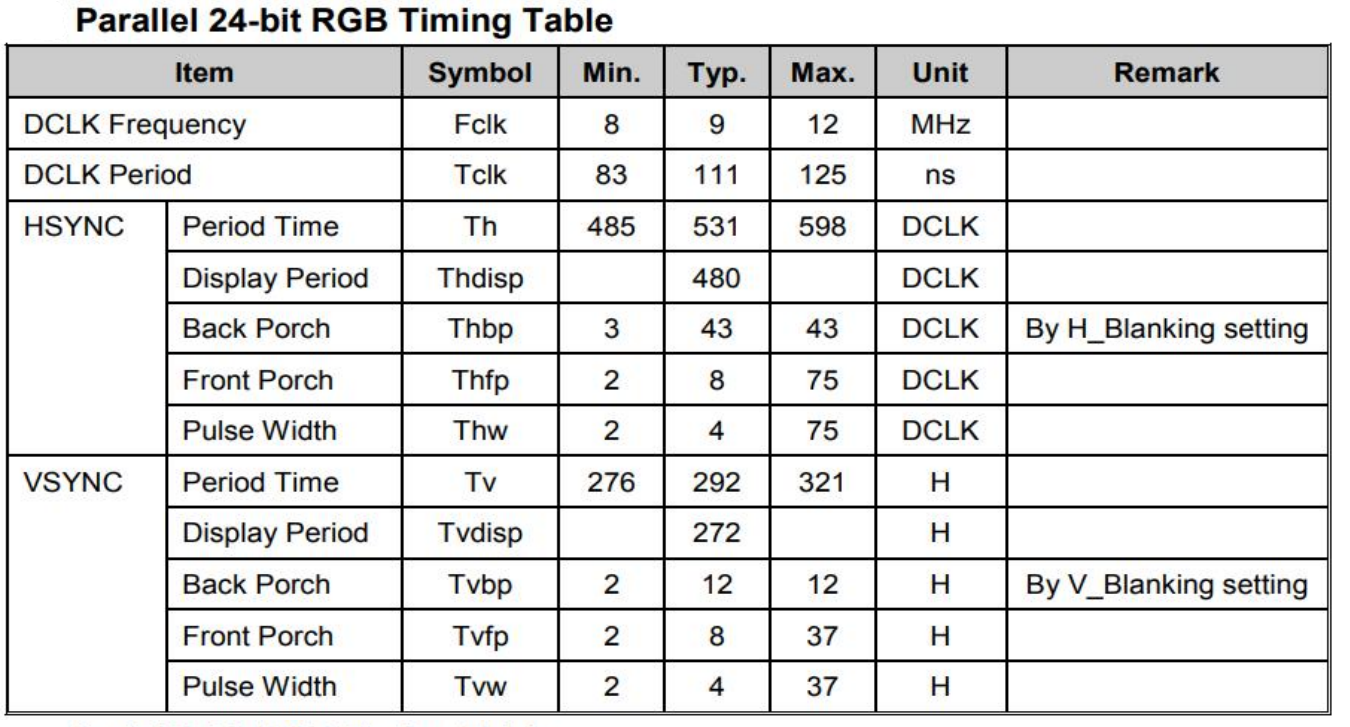 Parallel 24-bit RGB Timing Table
Item Symbol Min. Typ. Max. Unit Remark
DCLK Frequency Fclk 8 9 12 MHz
DCLK Period Tclk 83 111 125 ns
HSYNC Period Time Th 485 531 598 DCLK
Display Period Thdisp 480 DCLK
Back Porch Thbp 3 43 43 DCLK By H_Blanking setting
Front Porch Thfp 2 8 75 DCLK
Pulse Width Thw 2 4 75 DCLK
VSYNC Period Time Tv 276 292 321 H
Display Period Tvdisp 272 H
Back Porch Tvbp 2 12 12 H By V_Blanking setting
Front Porch Tvfp 2 8 37 H
Pulse Width Tvw 2 4 37 H